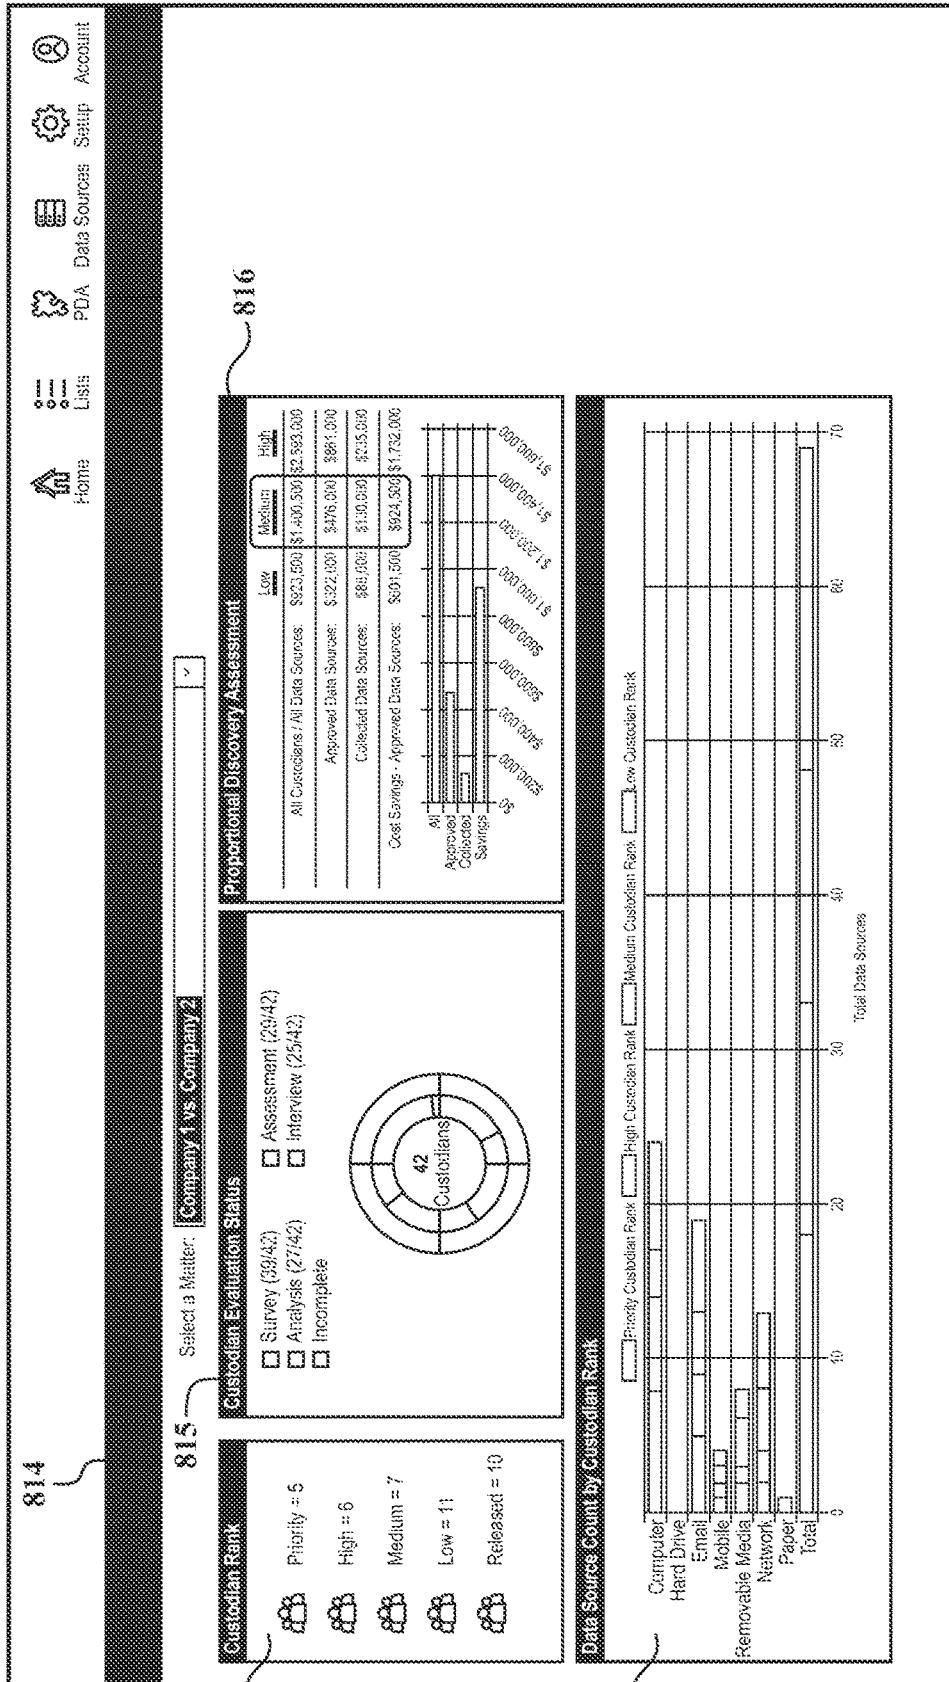 814
Home
Lists
PDA
Data Sources
Setup
Account
Select a Matter: Company 1 vs. Company 2
815
816
Custodian Rank
Priority = 5
High = 6
Medium = 7
Low = 11
Released = 10
Custodian Evaluation Status
Survey (39/42)
Assessment (29/42)
Analysis (27/42)
Interview (25/42)
Incomplete
42
Custodians
Proportional Discovery Assessment
Low Medium High
All Custodians / All Data Sources: $923,500 $1,400,500 $2,593,000
Approved Data Sources: $322,000 $476,000 $861,000
Collected Data Sources: $130,000
Cost Savings - Approved Data Sources: $601,500 $924,500 $1,732,000
All
Approved
Collected
Savings
$0
$200,000
$400,000
$600,000
$800,000
$1,000,000
$1,200,000
$1,400,000
$1,600,000
Data Source Count by Custodian Rank
Priority Custodian Rank High Custodian Rank Medium Custodian Rank Low Custodian Rank
Computer
Hard Drive
Email
Mobile
Removable Media
Network
Paper
Total
0 10 20 30 40 50 60 70
Total Data Sources